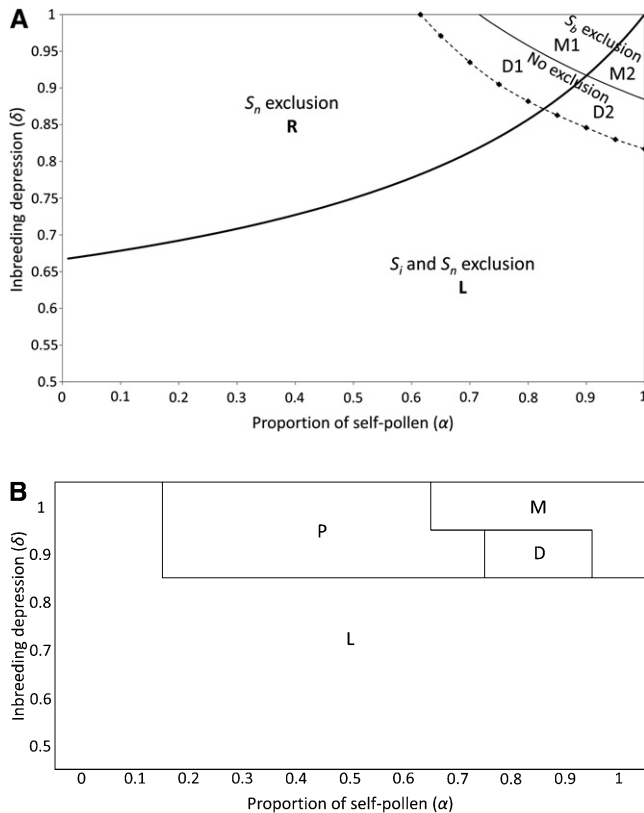 A
1
S_b exclusion
M1
0.95
D1
No exclusion
M2
0.9
S_n exclusion
D2
0.85
R
0.8
0.75
0.7
0.65
S_i and S_n exclusion
L
0.6
0.55
0.5
0 0.1 0.2 0.3 0.4 0.5 0.6 0.7 0.8 0.9 1
Inbreeding depression (δ)
Proportion of self-pollen (α)
B
1
M
P
0.9
D
0.8
0.7
L
0.6
0.5
0 0.1 0.2 0.3 0.4 0.5 0.6 0.7 0.8 0.9 1
Inbreeding depression (δ)
Proportion of self-pollen (α)